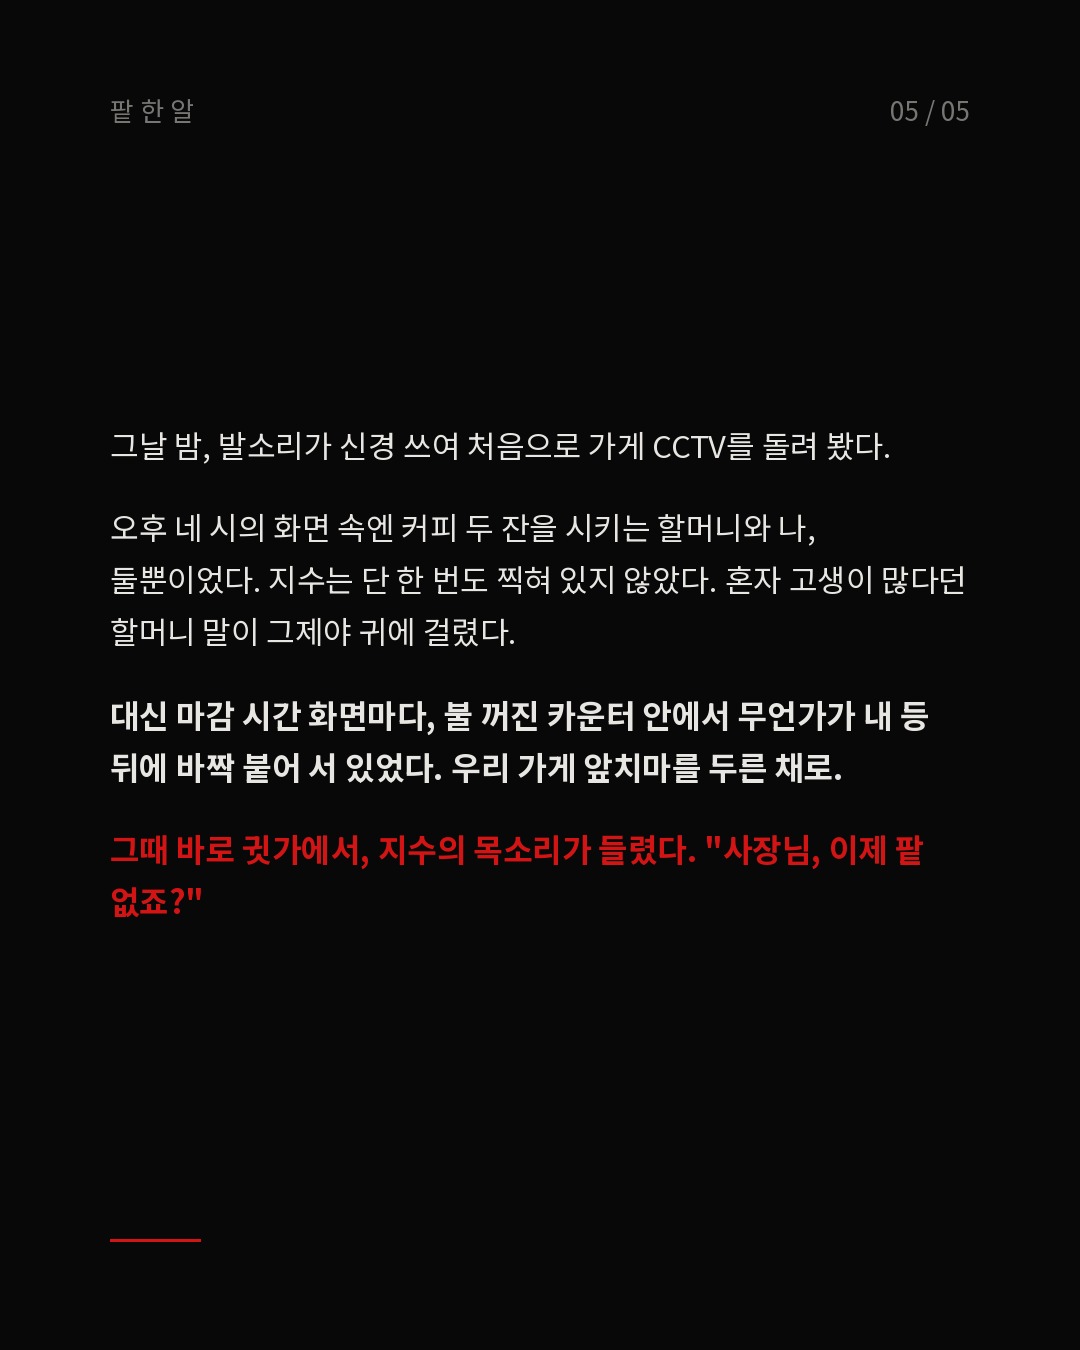 팥 한 알
05 / 05
그날 밤, 발소리가 신경 쓰여 처음으로 가게 CCTV를 돌려 봤다.
오후 네 시의 화면 속엔 커피 두 잔을 시키는 할머니와 나,
둘뿐이었다. 지수는 단 한 번도 찍혀 있지 않았다. 혼자 고생이 많다던
할머니 말이 그제야 귀에 걸렸다.
대신 마감 시간 화면마다, 불 꺼진 카운터 안에서 무언가가 내 등
뒤에 바짝 붙어 서 있었다. 우리 가게 앞치마를 두른 채로.
그때 바로 귓가에서, 지수의 목소리가 들렸다. "사장님, 이제 팥
없죠?"